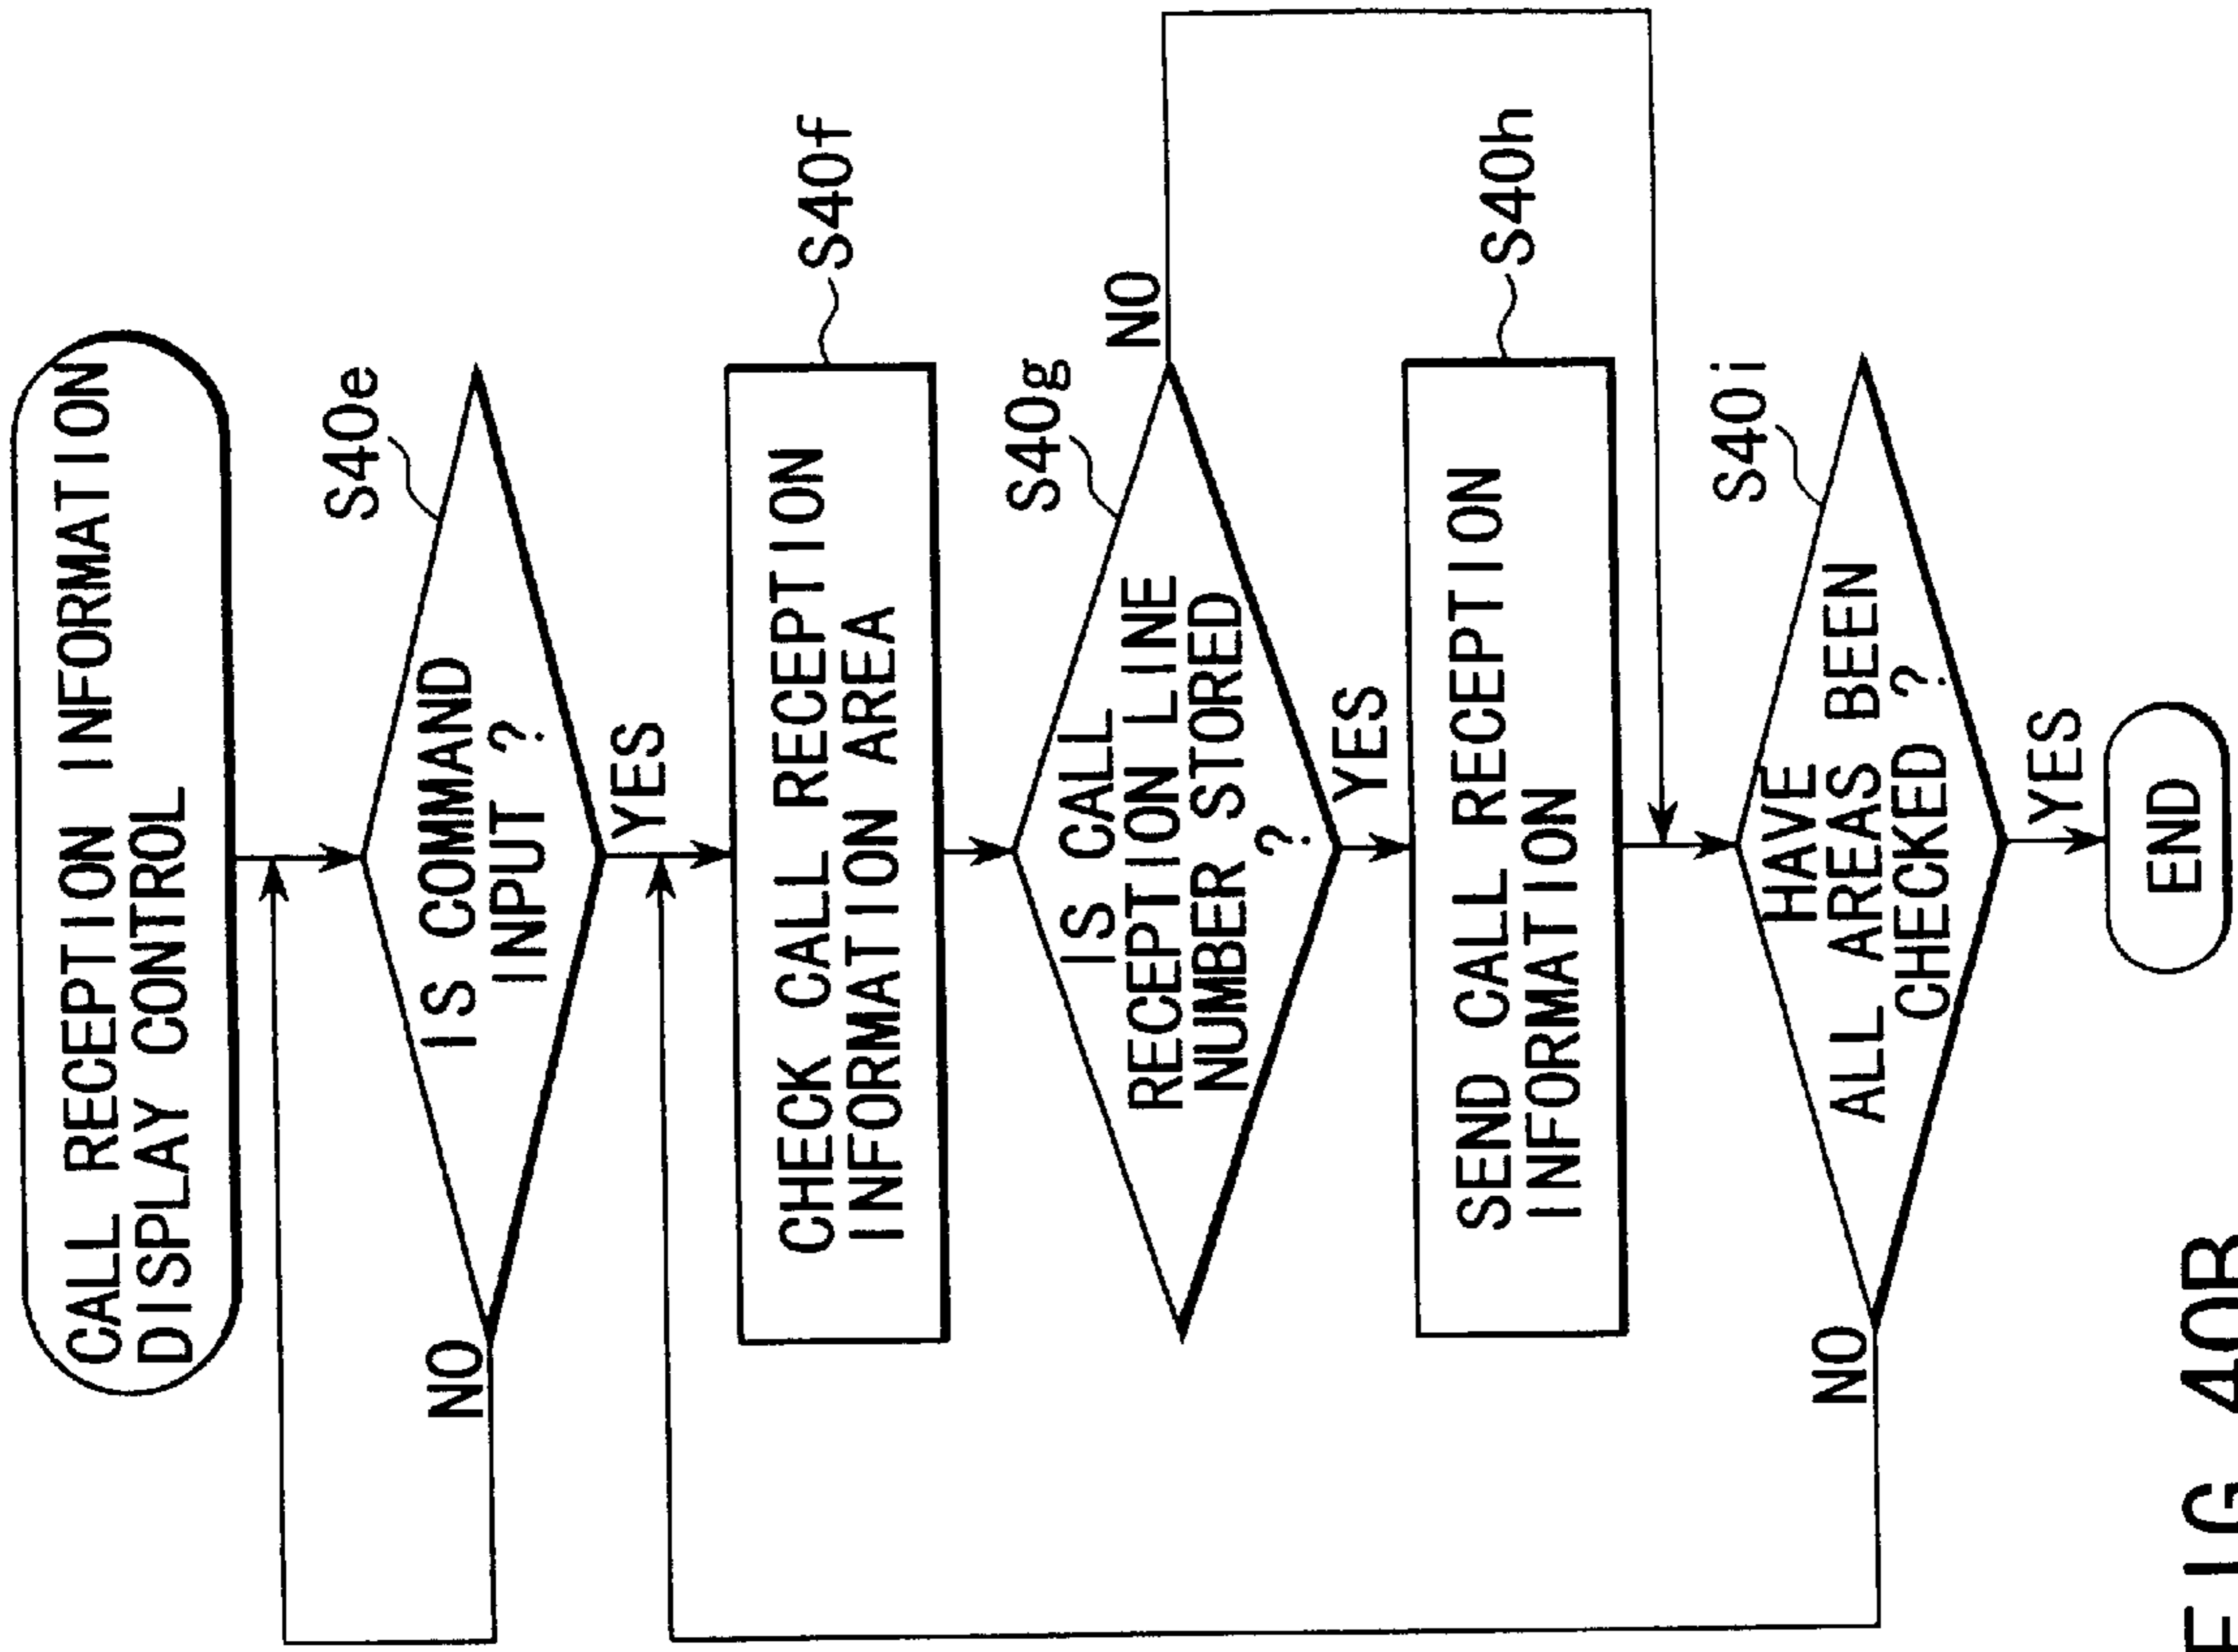 CALL RECEPTION INFORMATION
DISPLAY CONTROL
S40e
IS COMMAND
INPUT ?
NO
YES
S40f
CHECK CALL RECEPTION
INFORMATION AREA
S40g
IS CALL
RECEPTION LINE
NUMBER STORED
?
NO
YES
S40h
SEND CALL RECEPTION
INFORMATION
S40i
HAVE
ALL AREAS BEEN
CHECKED ?
NO
YES
END
FIG. 40B